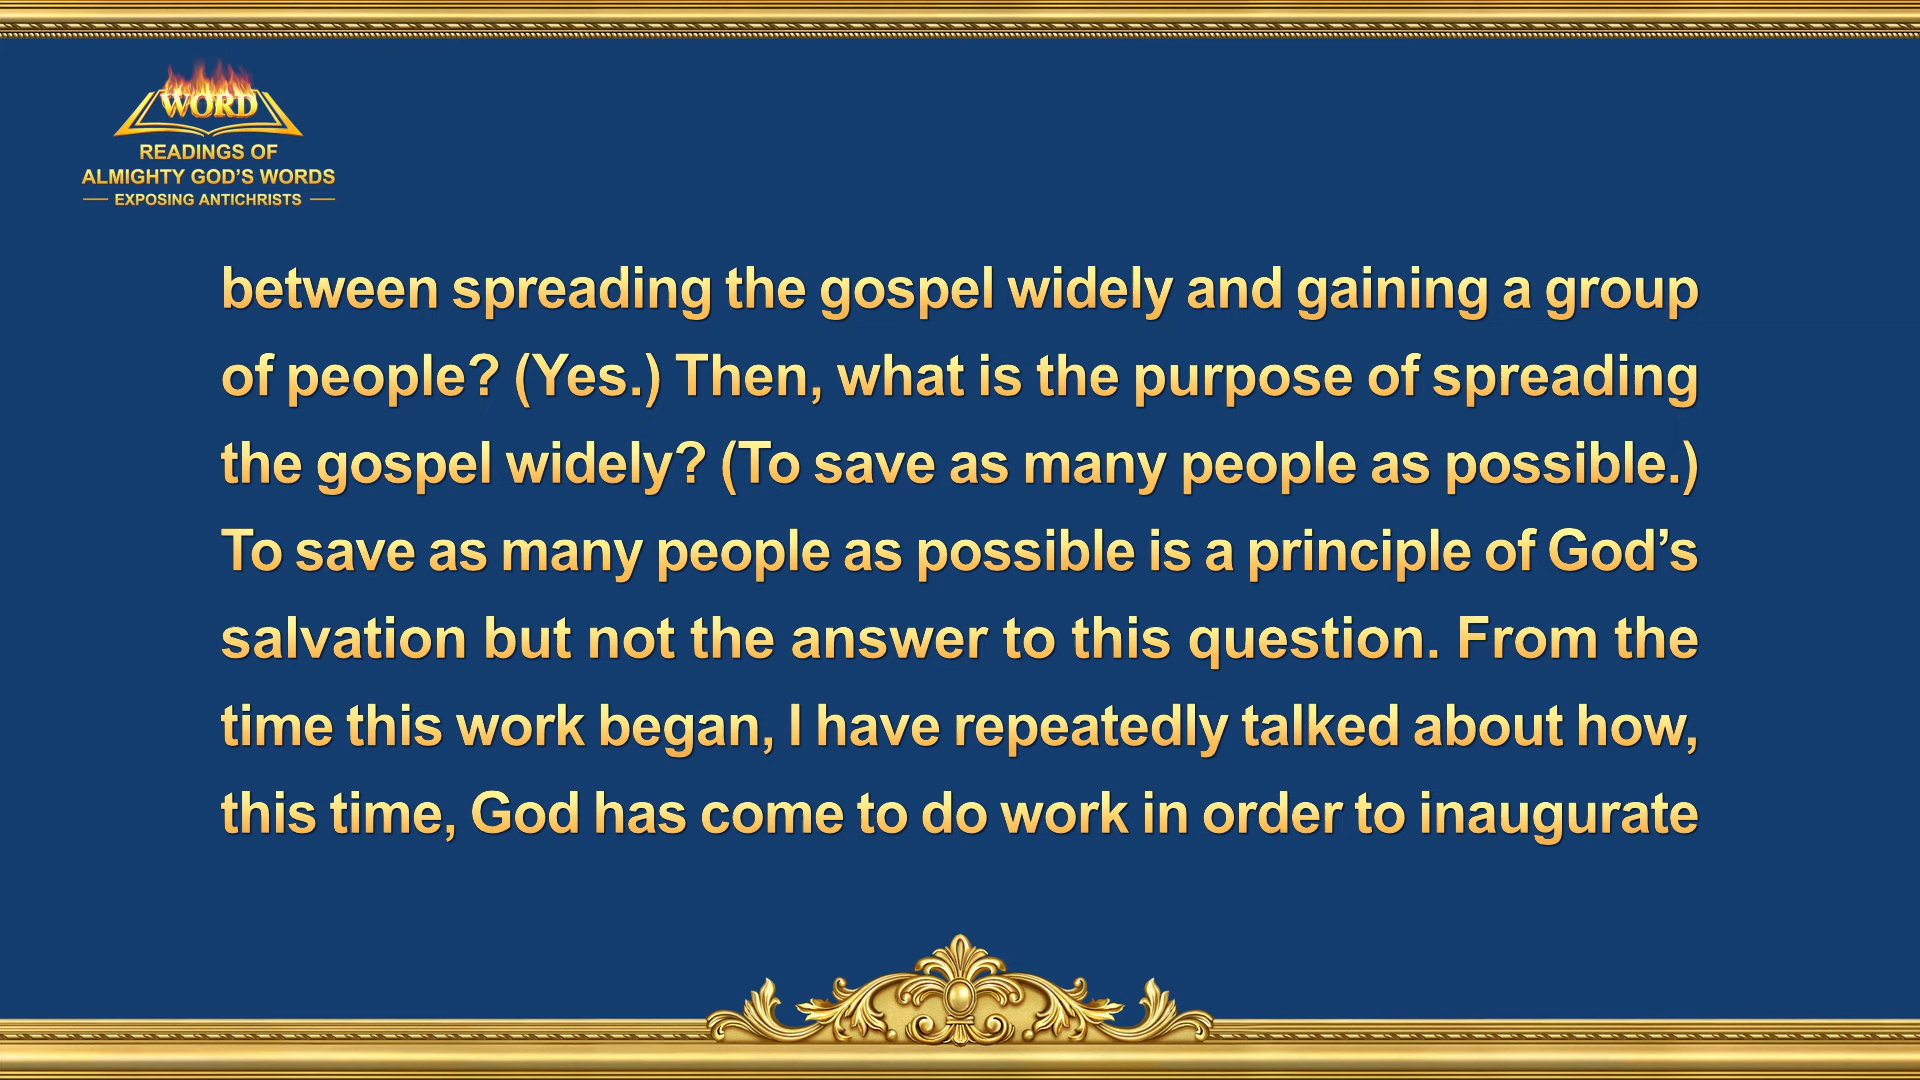 WORD
READINGS OF
ALMIGHTY GOD’S WORDS
EXPOSING ANTICHRISTS
between spreading the gospel widely and gaining a group
of people? (Yes.) Then, what is the purpose of spreading
the gospel widely? (To save as many people as possible.)
To save as many people as possible is a principle of God’s
salvation but not the answer to this question. From the
time this work began, I have repeatedly talked about how,
this time, God has come to do work in order to inaugurate